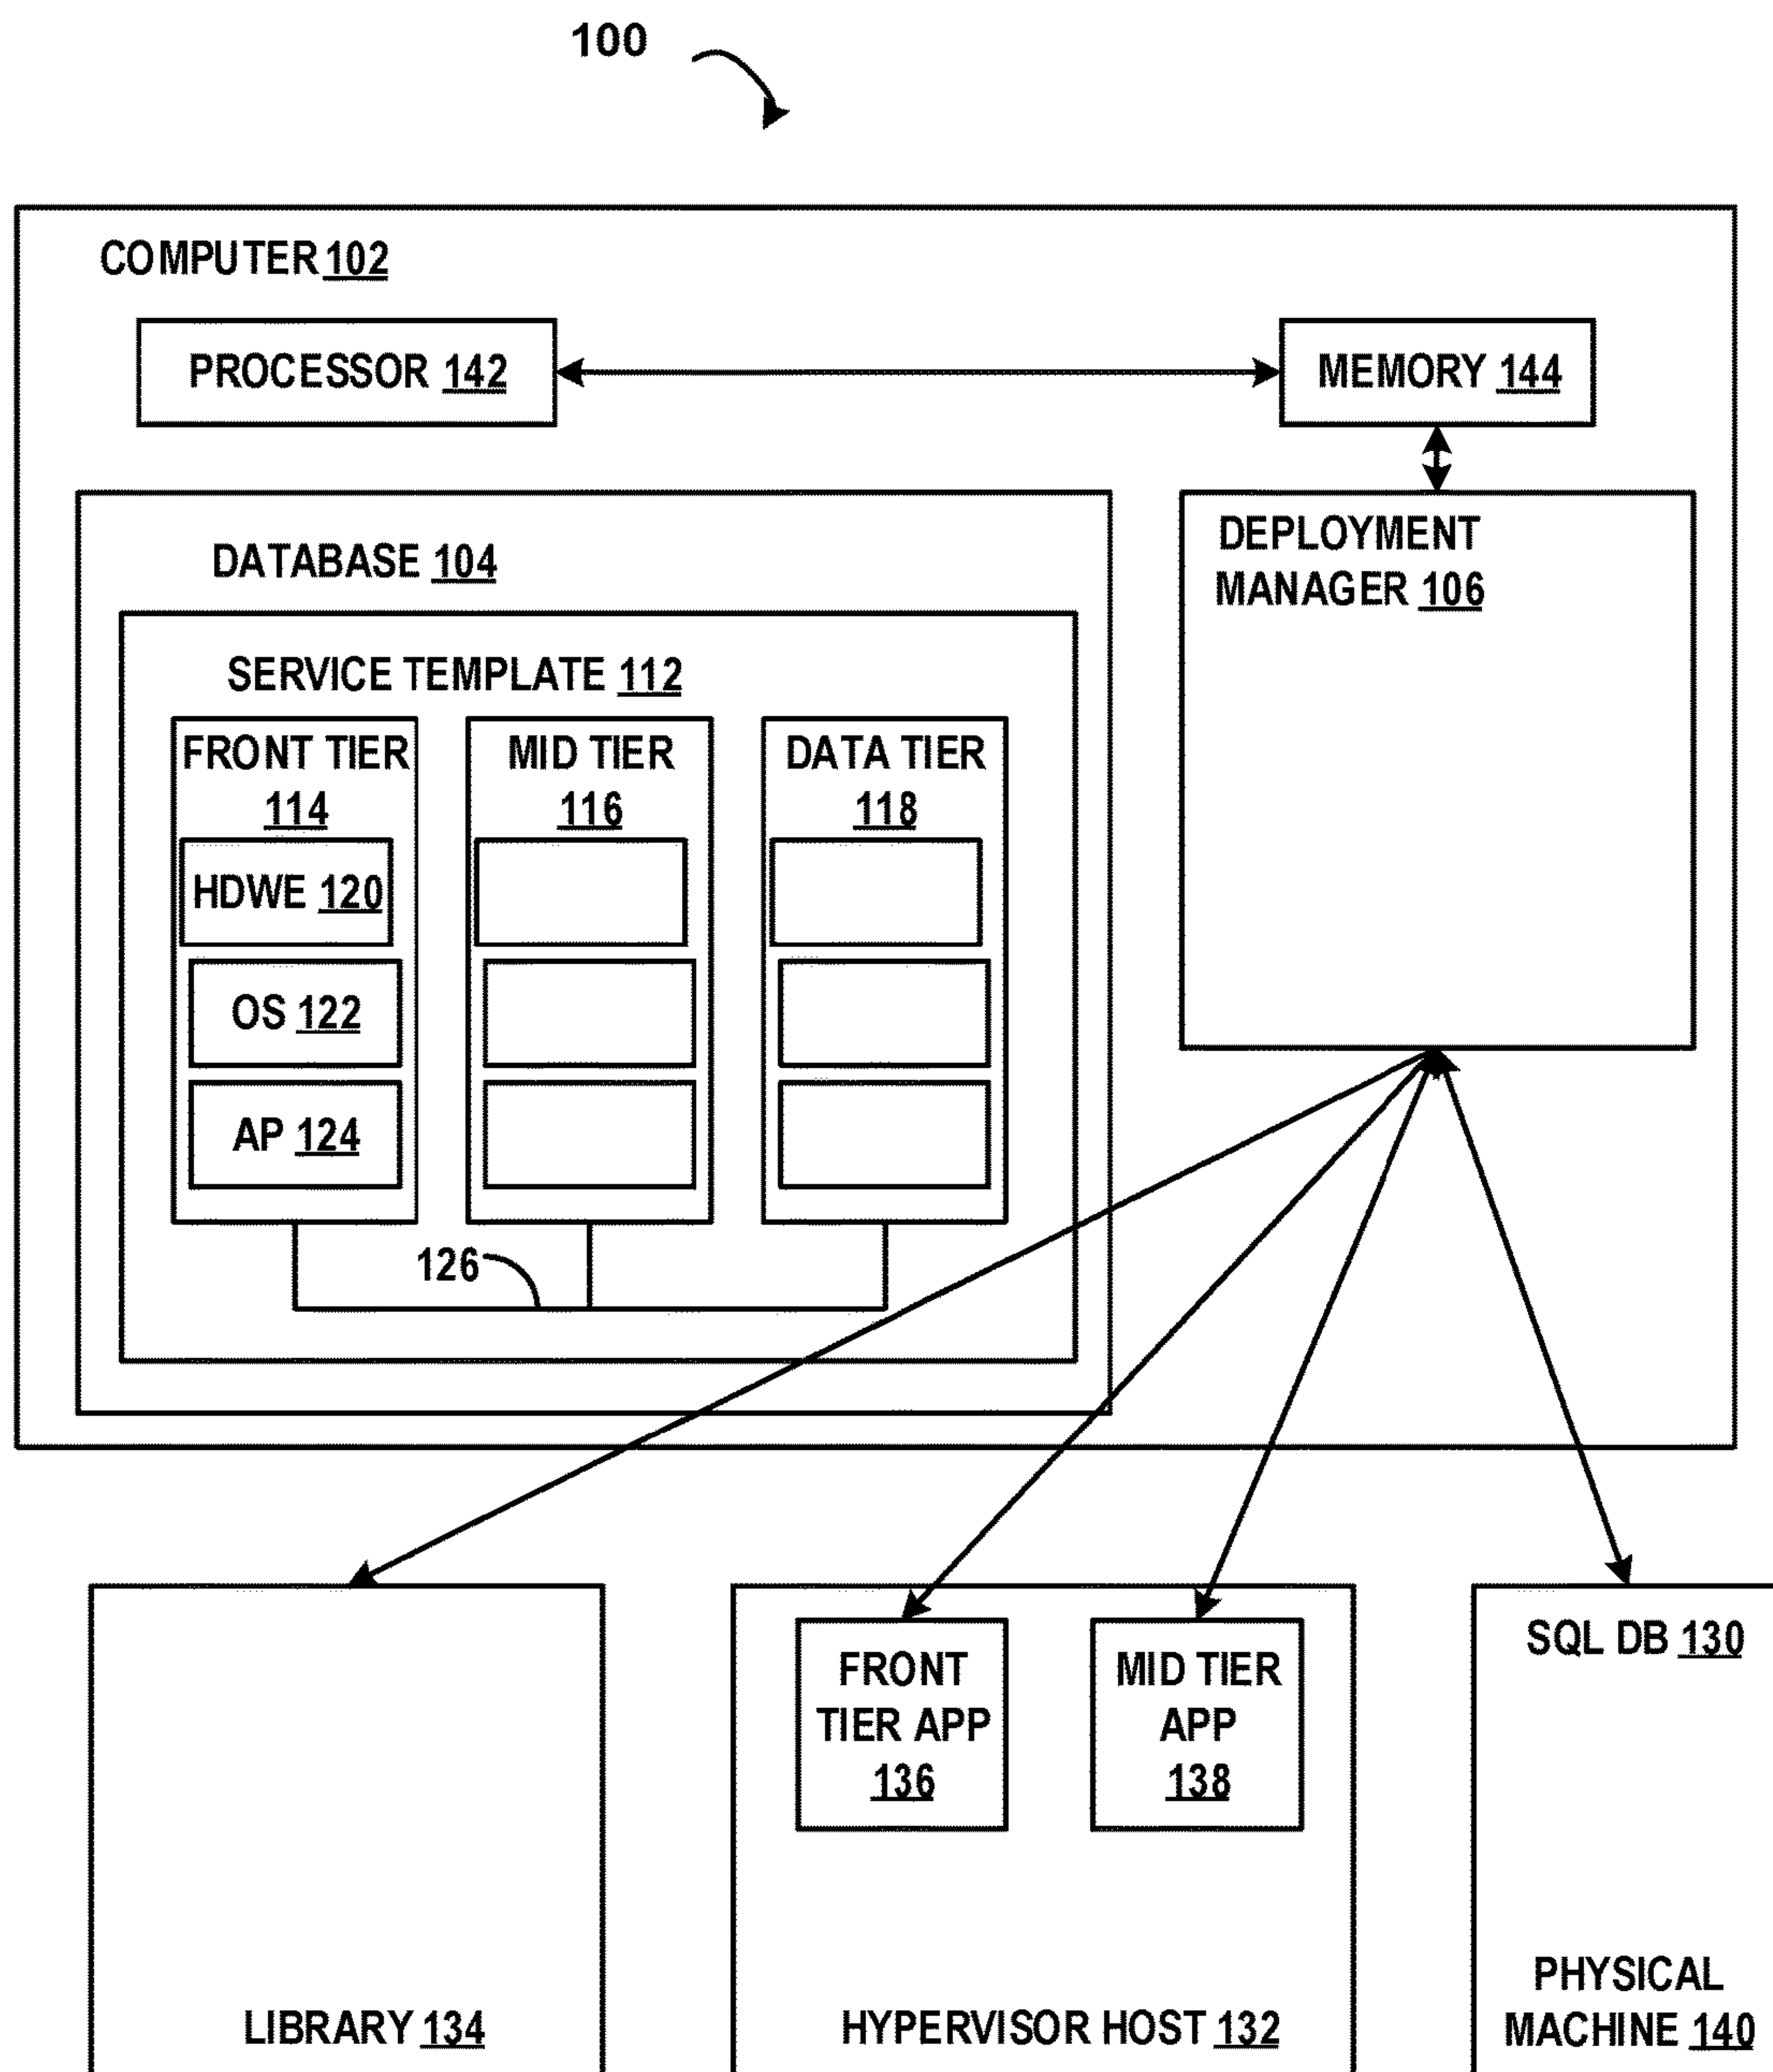 100
COMPUTER 102
PROCESSOR 142
MEMORY 144
DATABASE 104
DEPLOYMENT
MANAGER 106
SERVICE TEMPLATE 112
FRONT TIER
114
MID TIER
116
DATA TIER
118
HDWE 120
OS 122
AP 124
126
FRONT
TIER APP
136
MID TIER
APP
138
SQL DB 130
LIBRARY 134
HYPERVISOR HOST 132
PHYSICAL
MACHINE 140